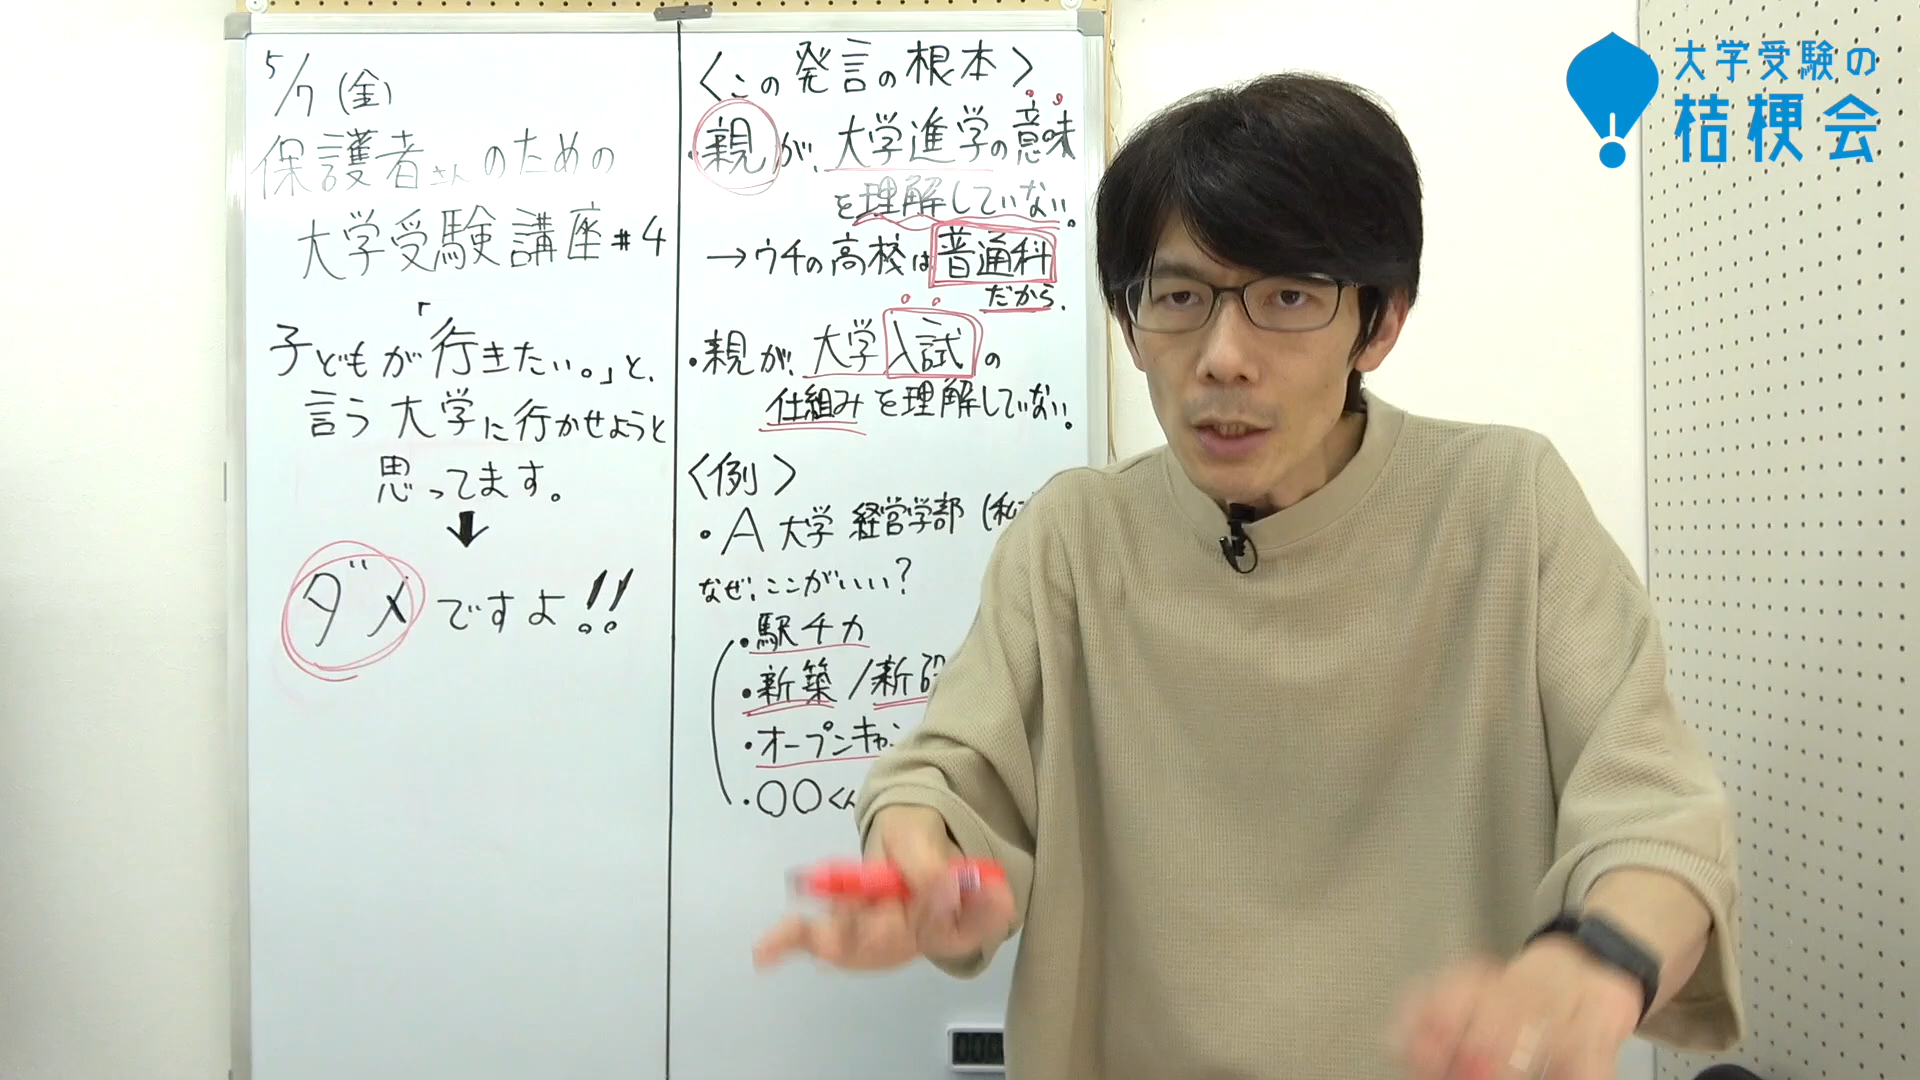 5/7(金)
保護者さんのための
大学受験講座#4
子どもが「行きたい。」と、
言う大学に行かせようと
思ってます。
↓
ダメですよ!!
〈この発言の根本〉
・親が、大学進学の意味
を理解していない。
→ウチの高校は普通科
だから.
・親が、大学入試の
仕組みを理解していない。
〈例〉
・A大学 経営学部(私
なぜ、ここがいい?
・駅チカ
・新築/新設
・オープンキャン
・〇〇くん
大学受験の
桔梗会